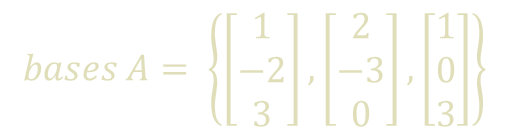 bases A = {[1 −2 3], [2 −3 0], [1 0 3]}